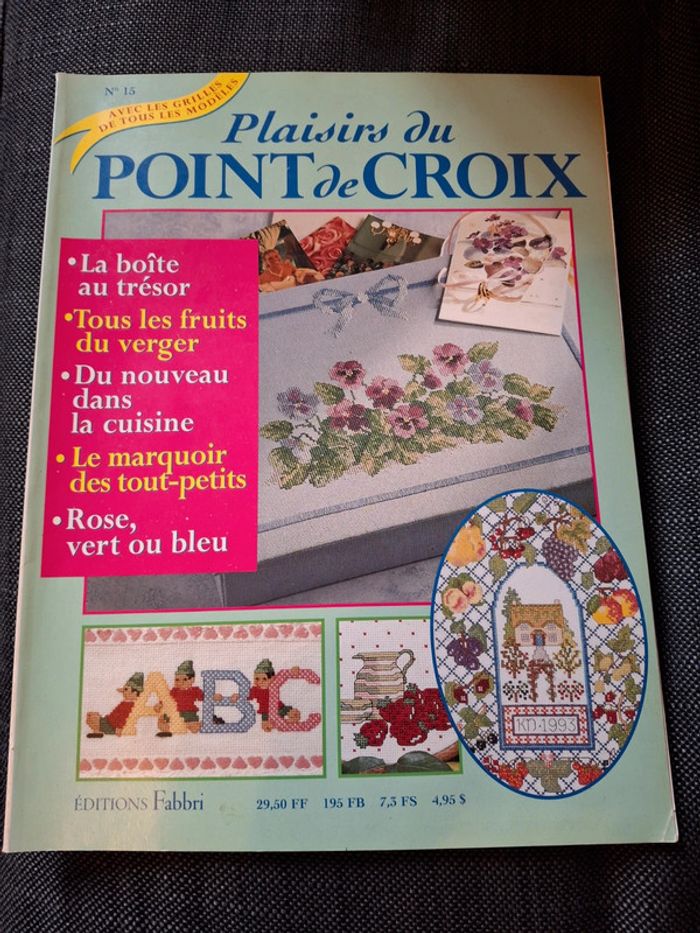 N° 15
AVEC LES GRILLES
DE TOUS LES MODÈLES
Plaisirs du
POINT de CROIX
• La boîte
au trésor
• Tous les fruits
du verger
• Du nouveau
dans
la cuisine
• Le marquoir
des tout-petits
• Rose,
vert ou bleu
ABC
KD·1993
ÉDITIONS Fabbri
29,50 FF 195 FB 7,3 FS 4,95 $